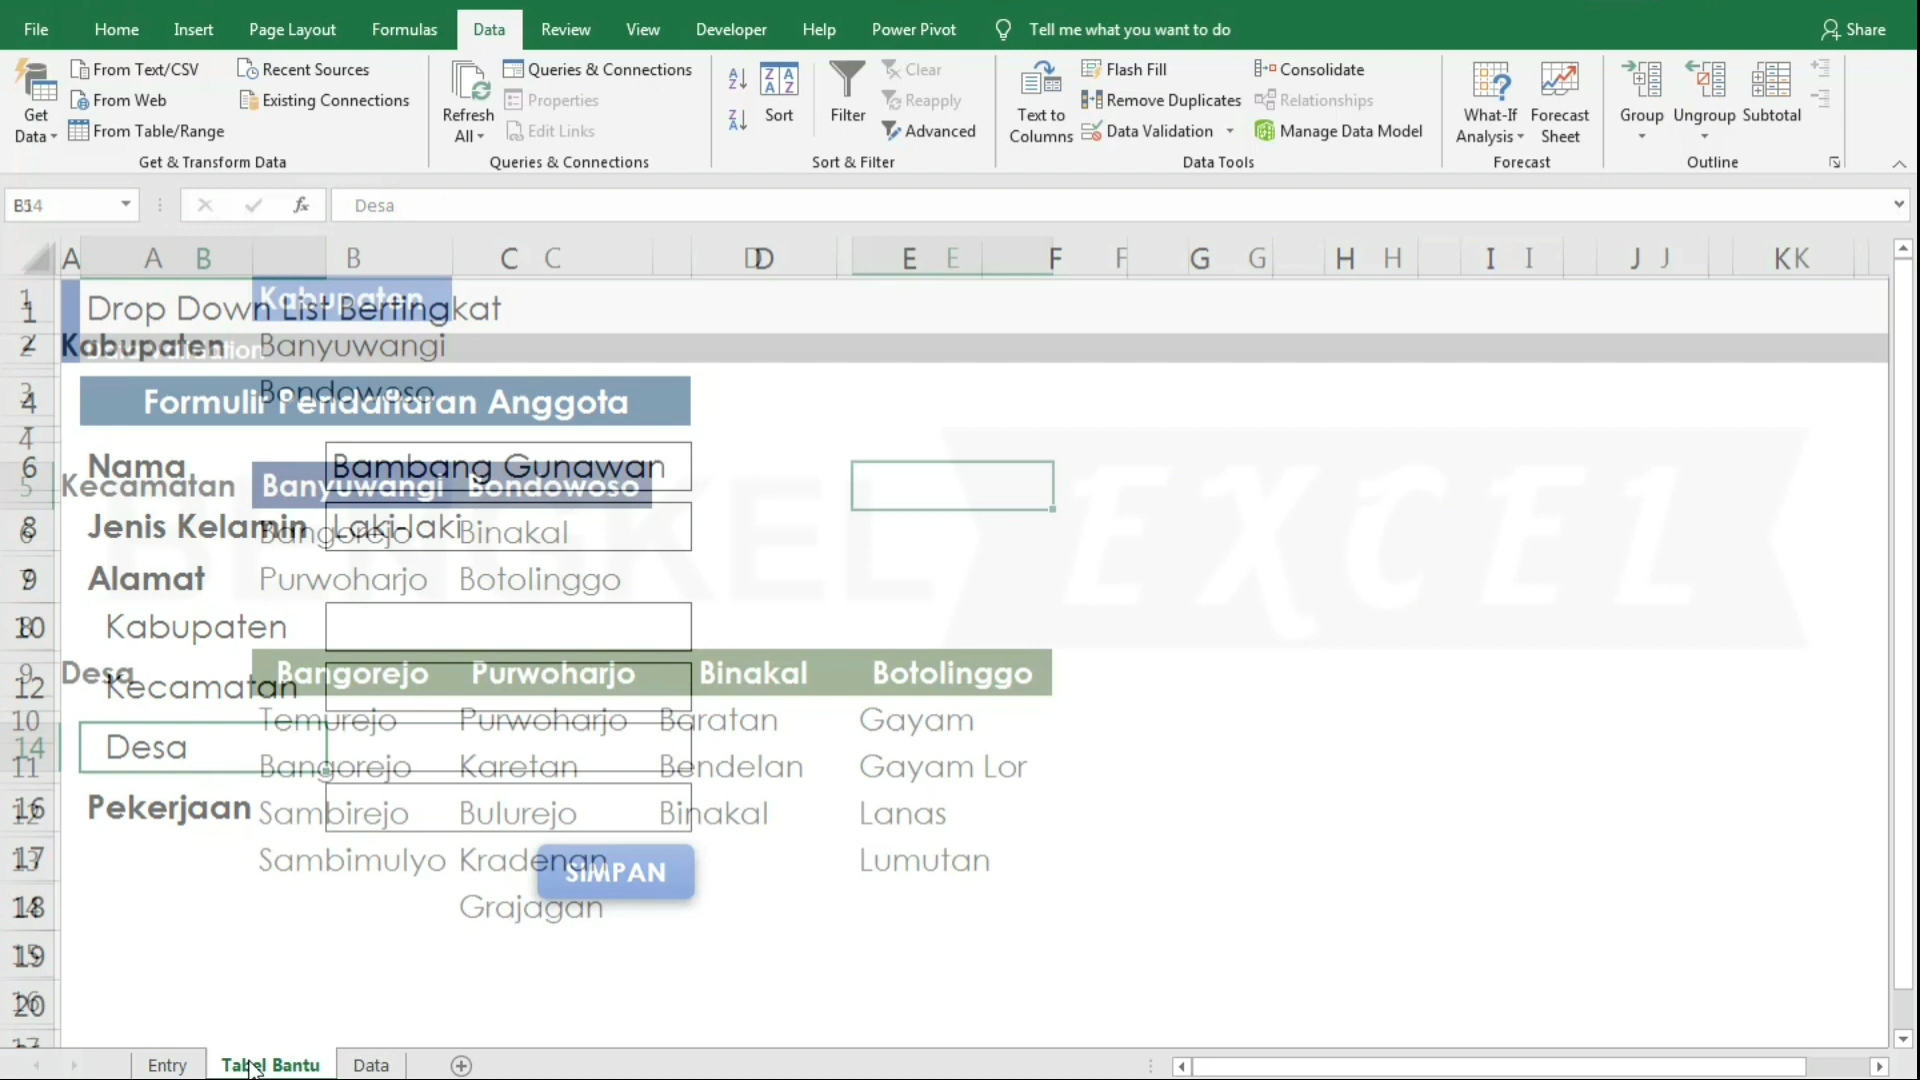 File Home Insert Page Layout Formulas Data Review View Developer Help Power Pivot Tell me what you want to do Share
Get Data
From Text/CSV
From Web
From Table/Range
Recent Sources
Existing Connections
Get & Transform Data
Refresh All
Queries & Connections
Properties
Edit Links
Queries & Connections
Sort
Filter
Clear
Reapply
Advanced
Sort & Filter
Text to Columns
Flash Fill
Remove Duplicates
Data Validation
Consolidate
Relationships
Manage Data Model
Data Tools
What-If Analysis
Forecast Sheet
Forecast
Group
Ungroup
Subtotal
Outline
fx
Desa
A A B B C C D D E E F F G G H H I I J J K K
Drop Down List Bertingkat
Kabupaten
Kabupaten
Banyuwangi
Bondowoso
Formulir Pendaftaran Anggota
Nama
Bambang Gunawan
Kecamatan
Banyuwangi
Bondowoso
Jenis Kelamin
Laki-laki
Bangorejo
Binakal
Alamat
Purwoharjo
Botolinggo
EXCEL
Kabupaten
Desa
Bangorejo
Purwoharjo
Binakal
Botolinggo
Kecamatan
Temurejo
Purwoharjo
Baratan
Gayam
Desa
Bangorejo
Karetan
Bendelan
Gayam Lor
Pekerjaan
Sambirejo
Bulurejo
Binakal
Lanas
Sambimulyo
Kradenan
Lumutan
SIMPAN
Grajagan
Entry Tabel Bantu Data